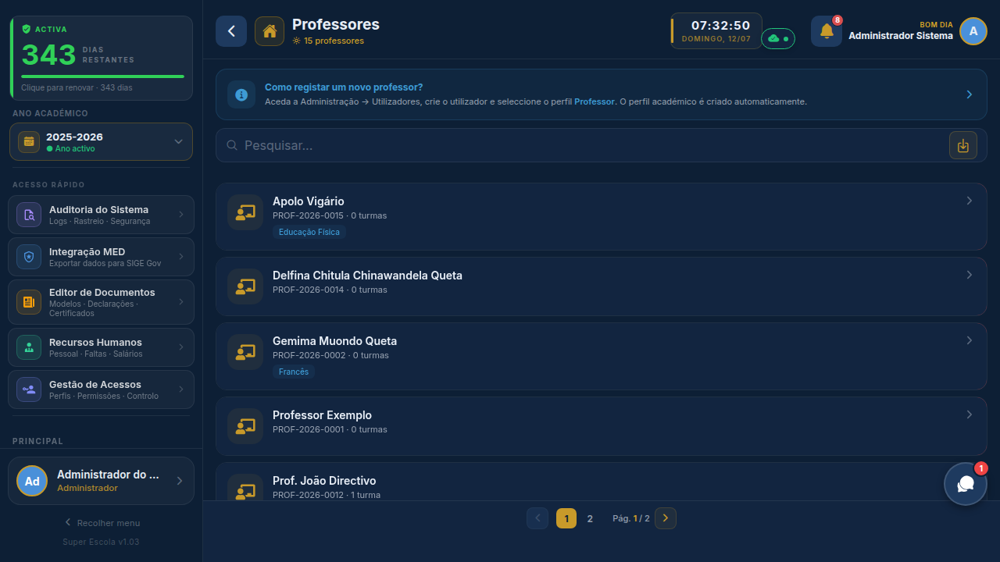 ACTIVA
343 DIAS RESTANTES
Clique para renovar · 343 dias
ANO ACADÉMICO
2025-2026
Ano activo
ACESSO RÁPIDO
Auditoria do Sistema
Logs · Rastreio · Segurança
Integração MED
Exportar dados para SIGE Gov
Editor de Documentos
Modelos · Declarações ·
Certificados
Recursos Humanos
Pessoal · Faltas · Salários
Gestão de Acessos
Perfis · Permissões · Controlo
PRINCIPAL
Ad
Administrador do ...
Administrador
Recolher menu
Super Escola v1.03
Professores
15 professores
07:32:50
DOMINGO, 12/07
8
BOM DIA
Administrador Sistema
A
Como registar um novo professor?
Aceda a Administração → Utilizadores, crie o utilizador e seleccione o perfil Professor. O perfil académico é criado automaticamente.
Pesquisar...
Apolo Vigário
PROF-2026-0015 · 0 turmas
Educação Física
Delfina Chitula Chinawandela Queta
PROF-2026-0014 · 0 turmas
Gemima Muondo Queta
PROF-2026-0002 · 0 turmas
Francês
Professor Exemplo
PROF-2026-0001 · 0 turmas
Prof. João Directivo
PROF-2026-0012 · 1 turma
1
1 2 Pág. 1 / 2